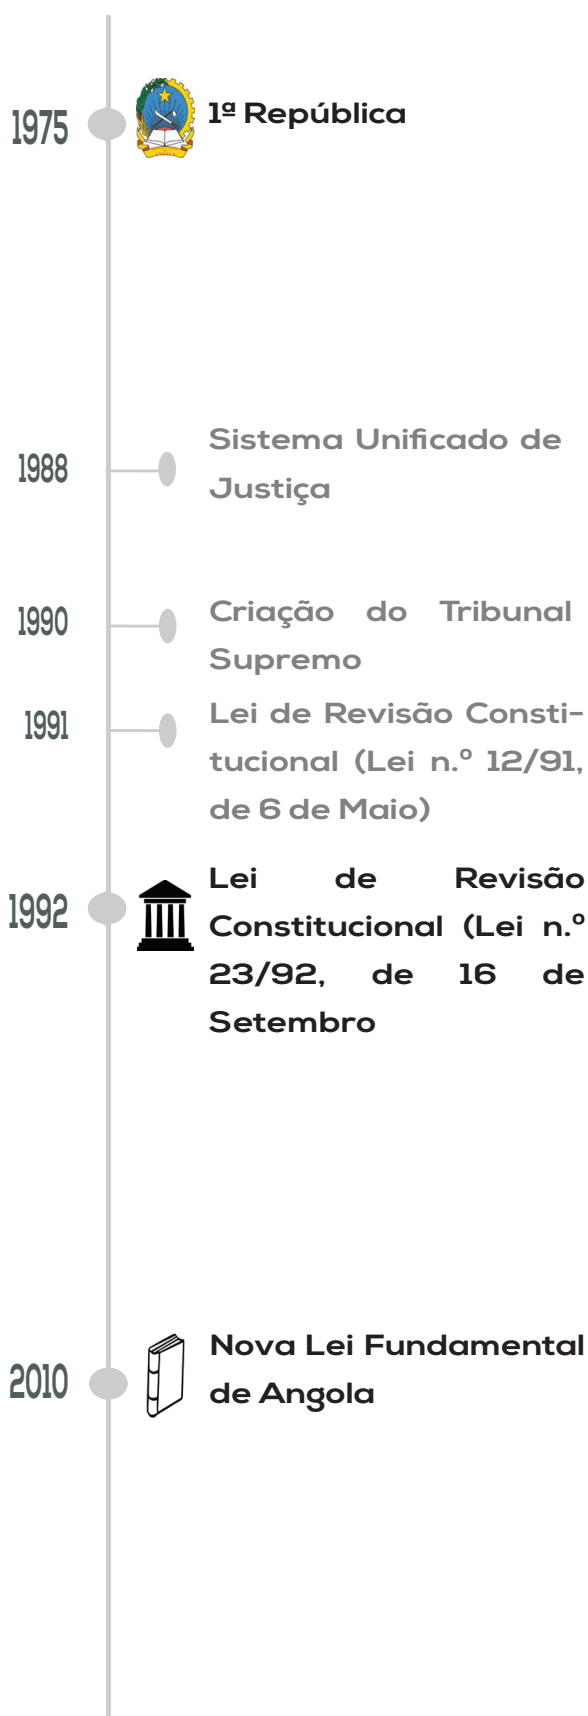 1975
1ª República
1988
Sistema Unificado de
Justiça
1990
Criação do Tribunal
Supremo
1991
Lei de Revisão Consti-
tucional (Lei n.º 12/91,
de 6 de Maio)
1992
Lei de Revisão
Constitucional (Lei n.º
23/92, de 16 de
Setembro
2010
Nova Lei Fundamental
de Angola